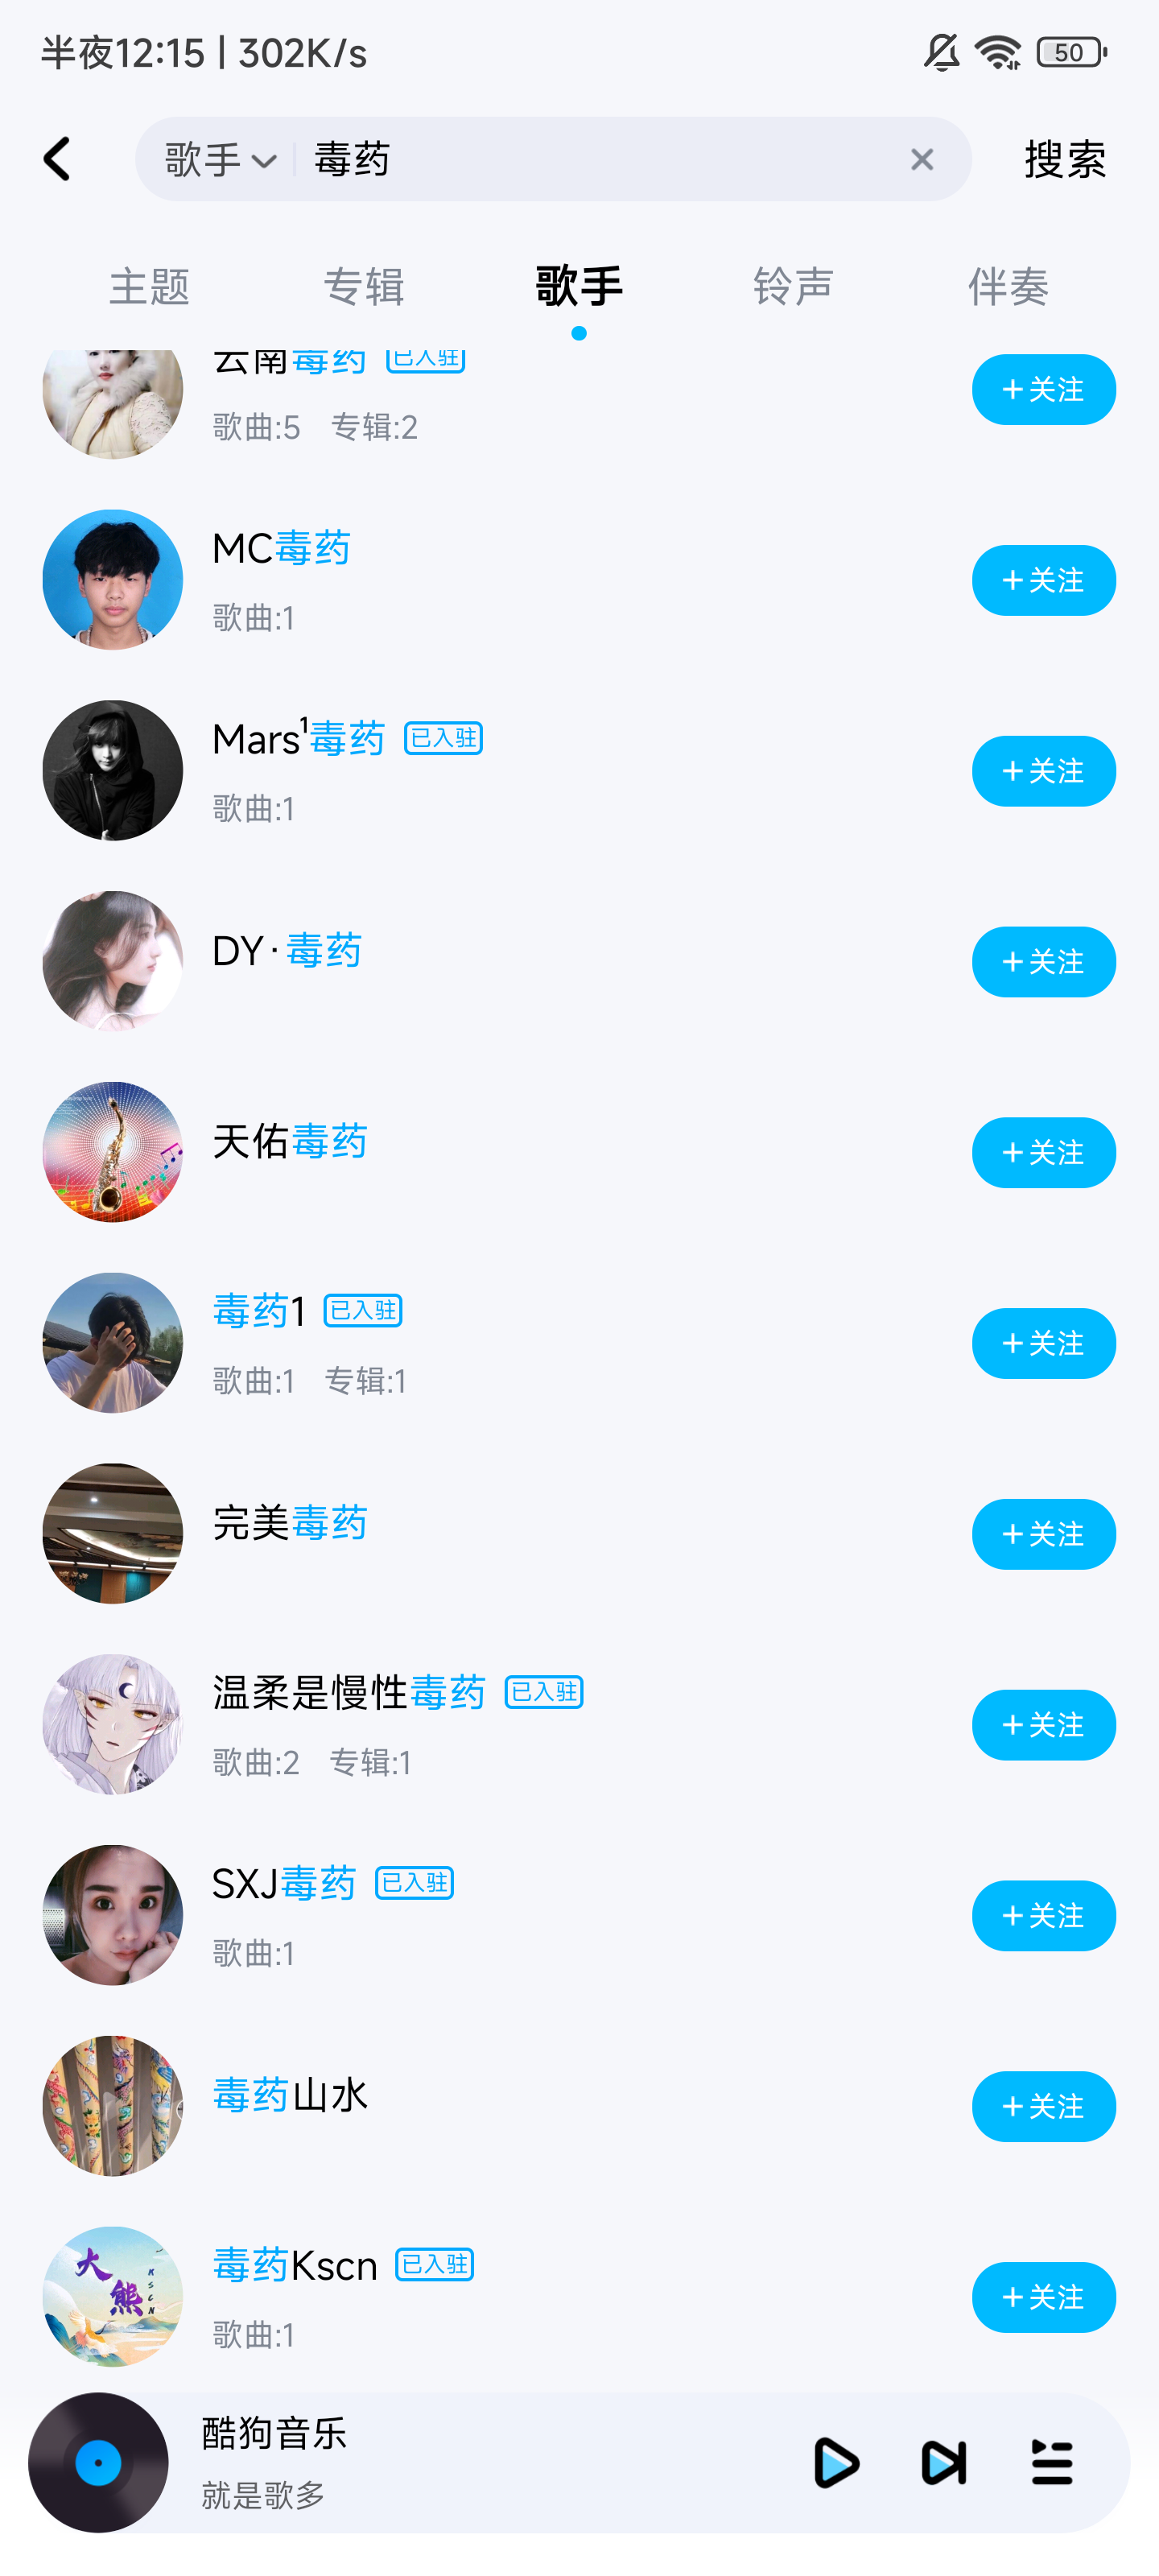 半夜12:15 | 302K/s
50
歌手 毒药 搜索
主题 专辑 歌手 铃声 伴奏
云南毒药 已入驻
歌曲:5 专辑:2
+关注
MC毒药
歌曲:1
+关注
Mars¹毒药 已入驻
歌曲:1
+关注
DY·毒药
+关注
天佑毒药
+关注
毒药1 已入驻
歌曲:1 专辑:1
+关注
完美毒药
+关注
温柔是慢性毒药 已入驻
歌曲:2 专辑:1
+关注
SXJ毒药 已入驻
歌曲:1
+关注
毒药山水
+关注
大熊
KSCN
毒药Kscn 已入驻
歌曲:1
+关注
酷狗音乐
就是歌多